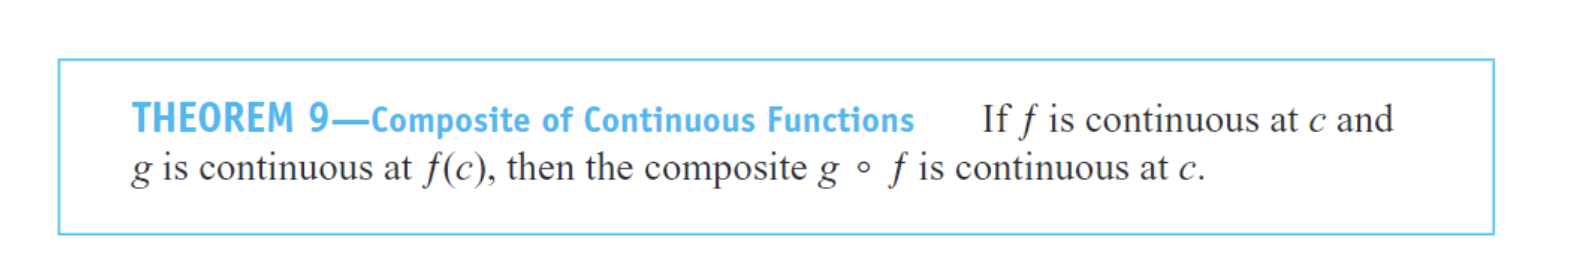 THEOREM 9—Composite of Continuous Functions If f is continuous at c and
g is continuous at f(c), then the composite g ∘ f is continuous at c.